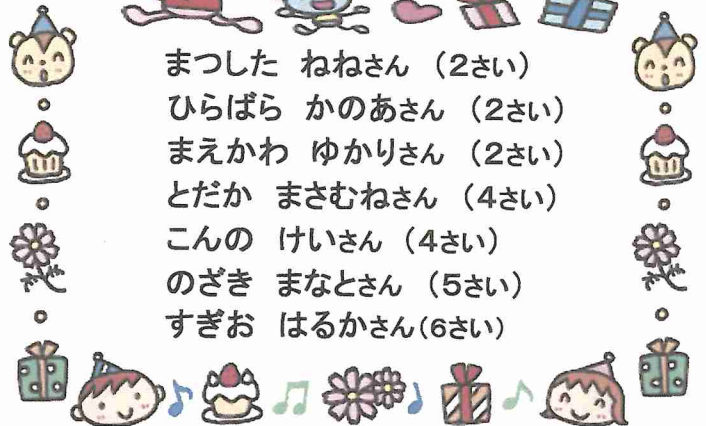 まつした　ねねさん　（2さい）
ひらばら　かのあさん　（2さい）
まえかわ　ゆかりさん　（2さい）
とだか　まさむねさん　（4さい）
こんの　けいさん　（4さい）
のざき　まなとさん　（5さい）
すぎお　はるかさん（6さい）